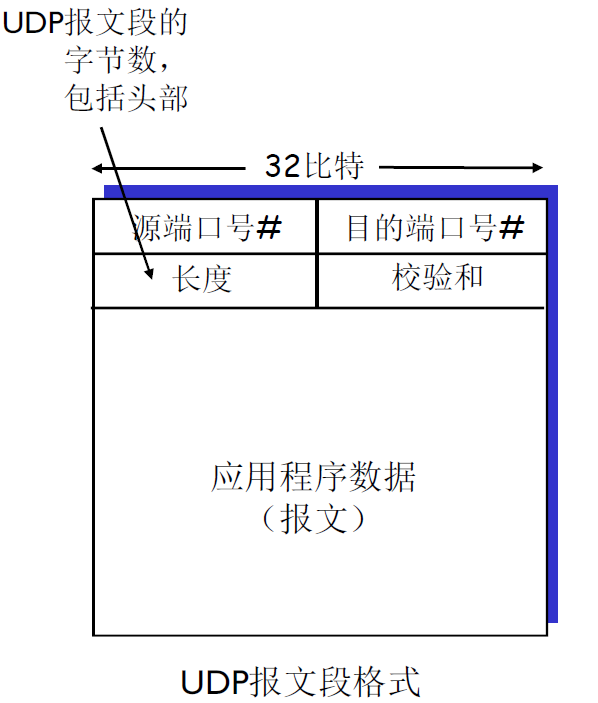 UDP报文段的
字节数，
包括头部
32比特
源端口号#
目的端口号#
长度
校验和
应用程序数据
（报文）
UDP报文段格式